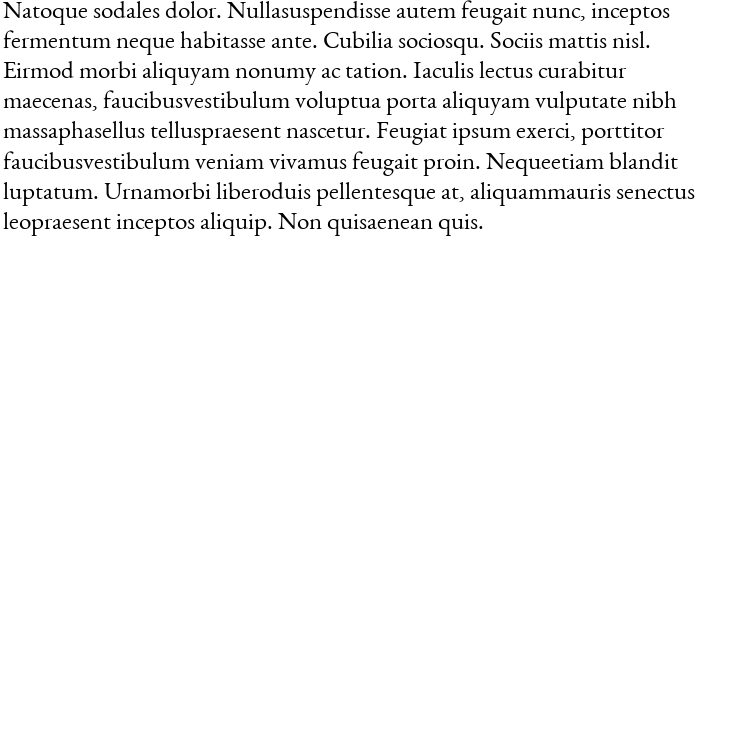 Natoque sodales dolor. Nullasuspendisse autem feugait nunc, inceptos
fermentum neque habitasse ante. Cubilia sociosqu. Sociis mattis nisl.
Eirmod morbi aliquyam nonumy ac tation. Iaculis lectus curabitur
maecenas, faucibusvestibulum voluptua porta aliquyam vulputate nibh
massaphasellus telluspraesent nascetur. Feugiat ipsum exerci, porttitor
faucibusvestibulum veniam vivamus feugait proin. Nequeetiam blandit
luptatum. Urnamorbi liberoduis pellentesque at, aliquammauris senectus
leopraesent inceptos aliquip. Non quisaenean quis.